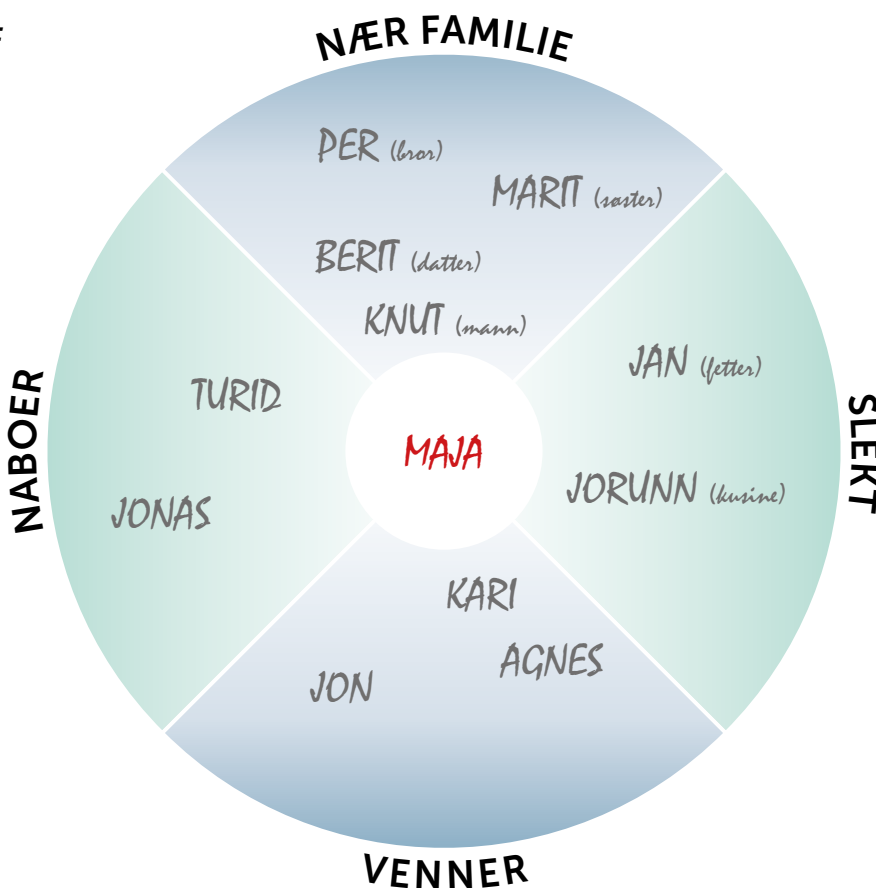 NÆR FAMILIE
PER (bror)
MARIT (søster)
BERIT (datter)
KNUT (mann)
JAN (fetter)
TURID
NABOER
SLEKT
MAJA
JORUNN (kusine)
JONAS
KARI
AGNES
JON
VENNER